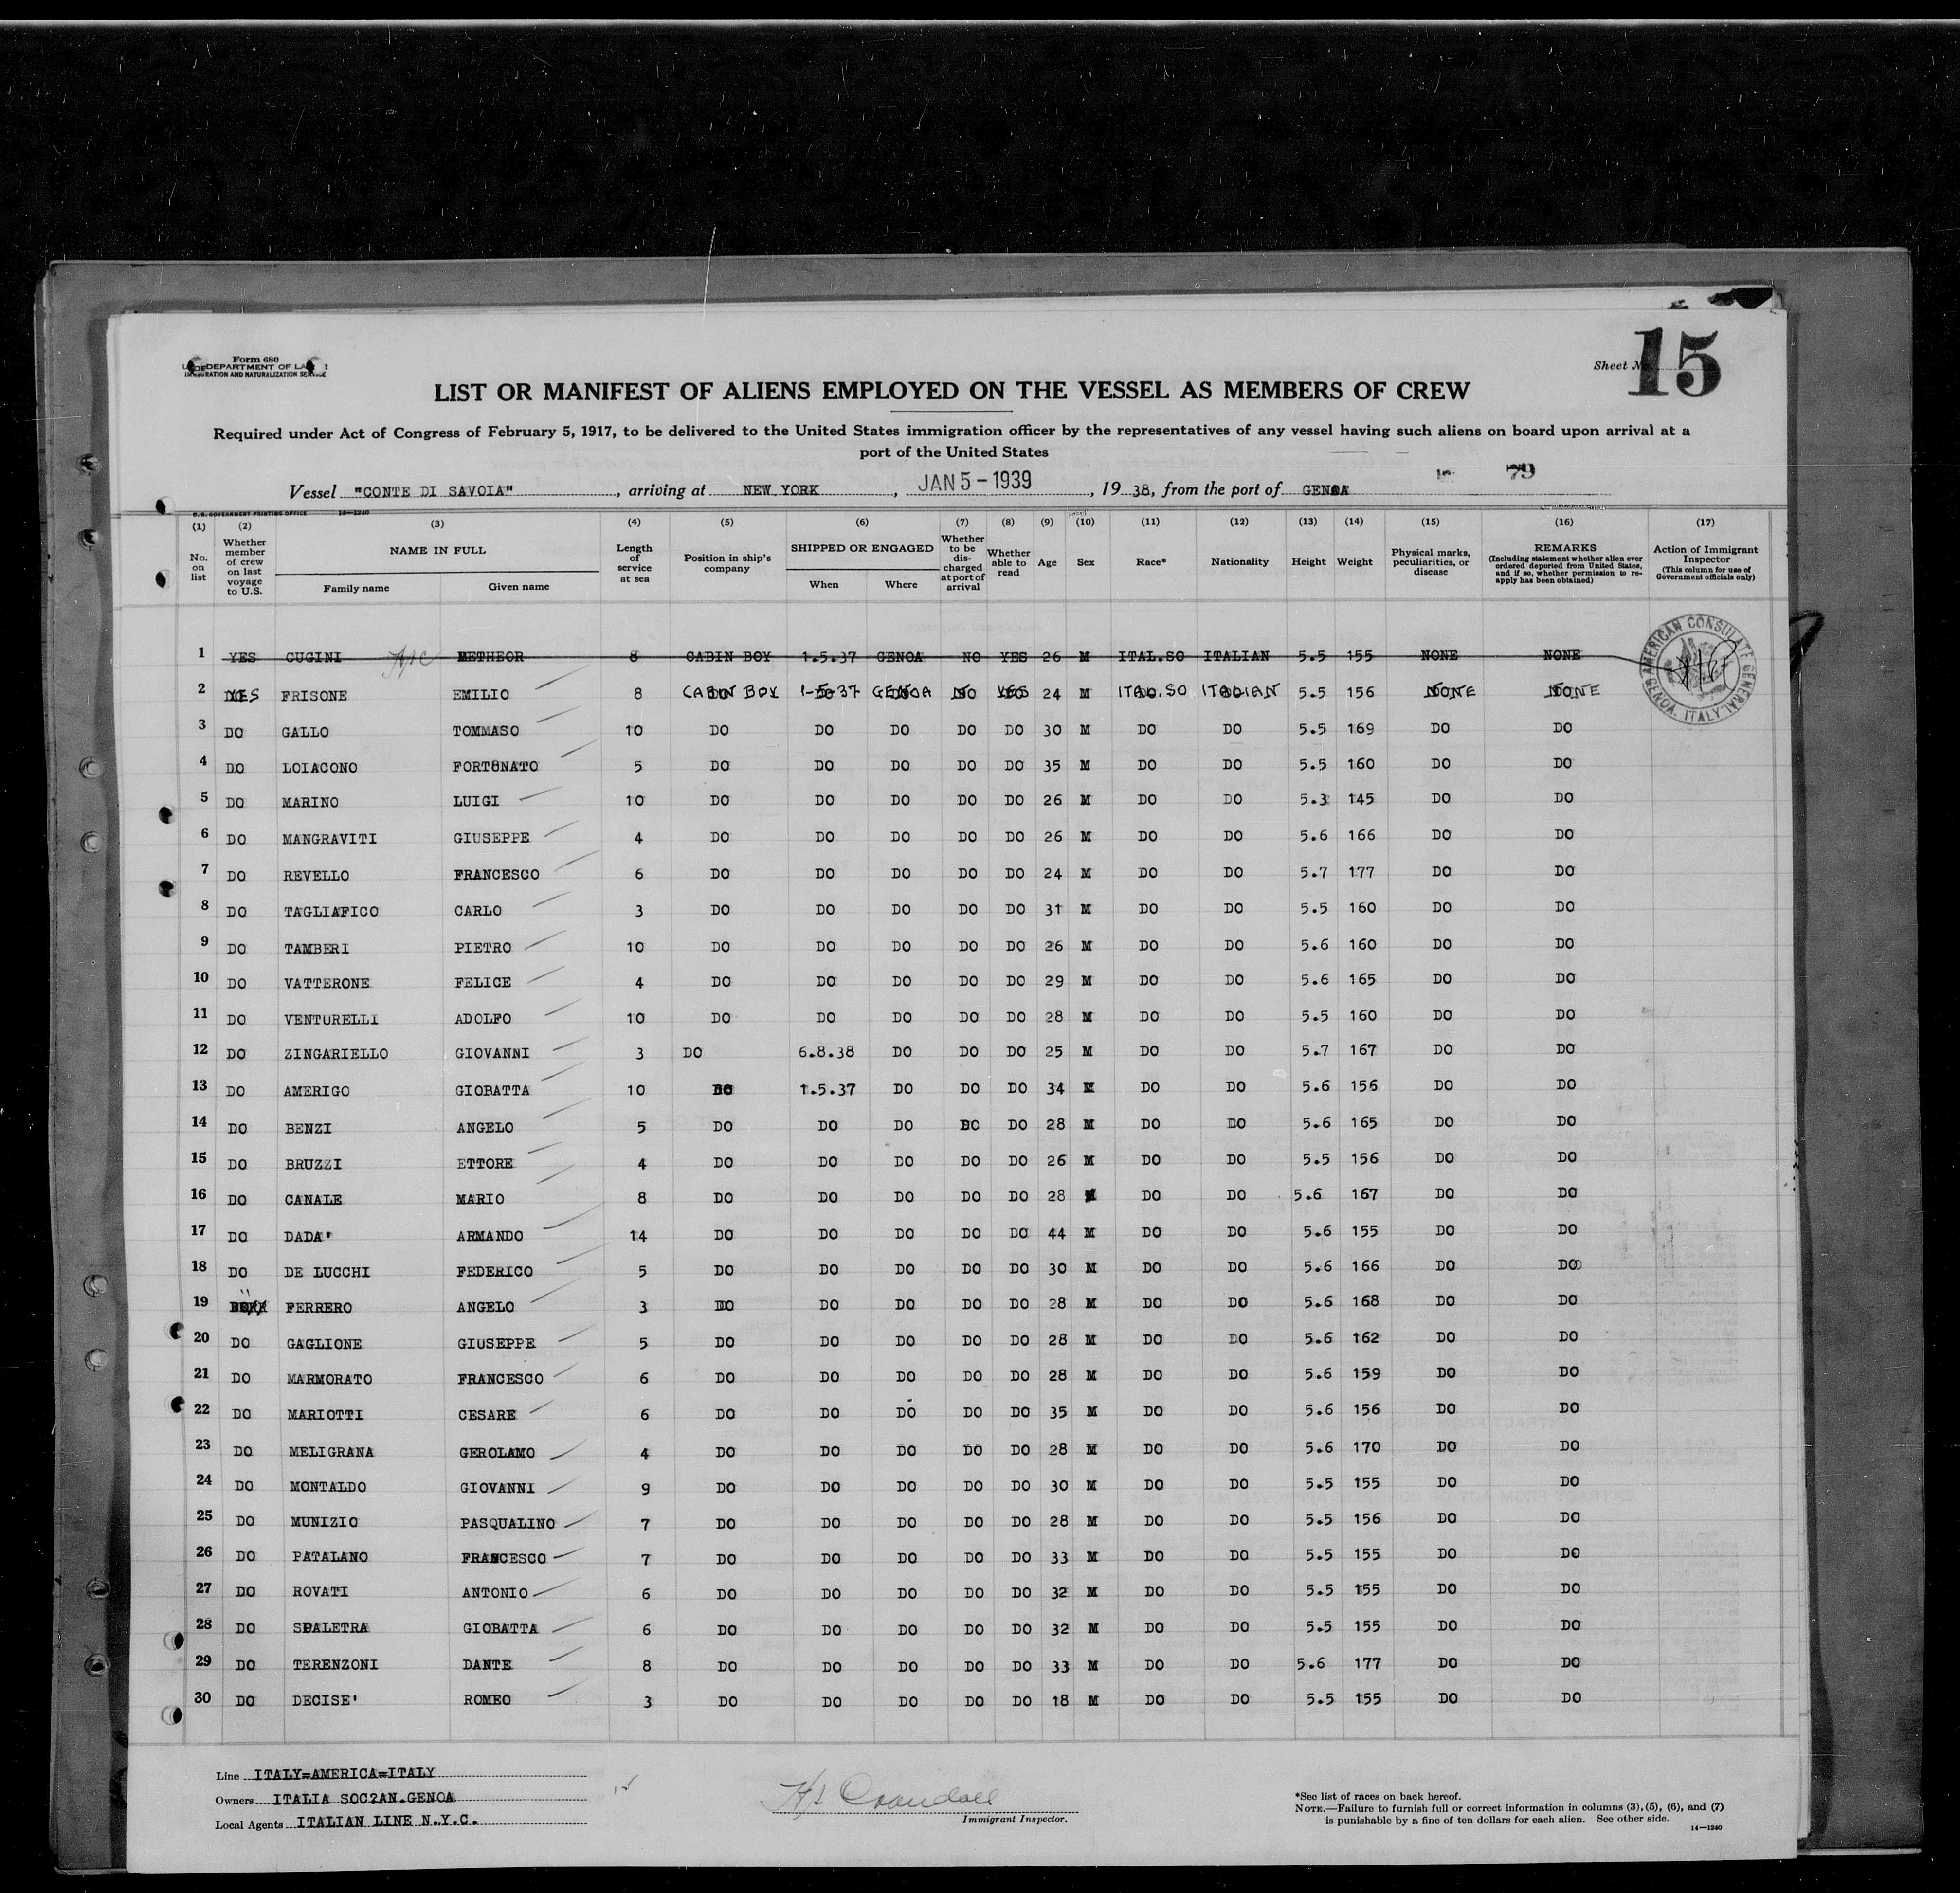 Form 680
DEPARTMENT OF LA
IMMIGRATION AND NATURALIZATION SERVICE
Sheet No. 15
LIST OR MANIFEST OF ALIENS EMPLOYED ON THE VESSEL AS MEMBERS OF CREW
Required under Act of Congress of February 5, 1917, to be delivered to the United States immigration officer by the representatives of any vessel having such aliens on board upon arrival at a
port of the United States
79
Vessel "CONTE DI SAVOIA", arriving at NEW YORK, JAN 5 - 1939, 19 38, from the port of GENOA
U.S. GOVERNMENT PRINTING OFFICE 14—1240
(1) (2) (3) (4) (5) (6) (7) (8) (9) (10) (11) (12) (13) (14) (15) (16) (17)
No. on list
Whether member of crew on last voyage to U.S.
NAME IN FULL
Family name Given name
Length of service at sea
Position in ship's company
SHIPPED OR ENGAGED
When Where
Whether to be discharged at port of arrival
Whether able to read
Age Sex Race* Nationality Height Weight
Physical marks, peculiarities, or disease
REMARKS
(Including statement whether alien ever ordered deported from United States, and if so, whether permission to re-apply has been obtained)
Action of Immigrant Inspector
(This column for use of Government officials only)
AMERICAN CONSULATE GENERAL GENOA, ITALY
1 YES CUGINI METHEOR 8 CABIN BOY 1.5.37 GENOA NO YES 26 M ITAL.SO ITALIAN 5.5 155 NONE NONE
2 YES FRISONE EMILIO 8 CABIN BOY 1-5-37 GENOA NO YES 24 M ITAL.SO ITALIAN 5.5 156 NONE NONE
3 DO GALLO TOMMASO 10 DO DO DO DO DO 30 M DO DO 5.5 169 DO DO
4 DO LOIACONO FORTUNATO 5 DO DO DO DO DO 35 M DO DO 5.5 160 DO DO
5 DO MARINO LUIGI 10 DO DO DO DO DO 26 M DO DO 5.3 145 DO DO
6 DO MANGRAVITI GIUSEPPE 4 DO DO DO DO DO 26 M DO DO 5.6 166 DO DO
7 DO REVELLO FRANCESCO 6 DO DO DO DO DO 24 M DO DO 5.7 177 DO DO
8 DO TAGLIAFICO CARLO 3 DO DO DO DO DO 31 M DO DO 5.5 160 DO DO
9 DO TAMBERI PIETRO 10 DO DO DO DO DO 26 M DO DO 5.6 160 DO DO
10 DO VATTERONE FELICE 4 DO DO DO DO DO 29 M DO DO 5.6 165 DO DO
11 DO VENTURELLI ADOLFO 10 DO DO DO DO DO 28 M DO DO 5.5 160 DO DO
12 DO ZINGARIELLO GIOVANNI 3 DO 6.8.38 DO DO DO 25 M DO DO 5.7 167 DO DO
13 DO AMERIGO GIOBATTA 10 DO 1.5.37 DO DO DO 34 M DO DO 5.6 156 DO DO
14 DO BENZI ANGELO 5 DO DO DO DO DO 28 M DO DO 5.6 165 DO DO
15 DO BRUZZI ETTORE 4 DO DO DO DO DO 26 M DO DO 5.5 156 DO DO
16 DO CANALE MARIO 8 DO DO DO DO DO 28 M DO DO 5.6 167 DO DO
17 DO DADA' ARMANDO 14 DO DO DO DO DO 44 M DO DO 5.6 155 DO DO
18 DO DE LUCCHI FEDERICO 5 DO DO DO DO DO 30 M DO DO 5.6 166 DO DO
19 " FERRERO ANGELO 3 DO DO DO DO DO 28 M DO DO 5.6 168 DO DO
20 DO GAGLIONE GIUSEPPE 5 DO DO DO DO DO 28 M DO DO 5.6 162 DO DO
21 DO MARMORATO FRANCESCO 6 DO DO DO DO DO 28 M DO DO 5.6 159 DO DO
22 DO MARIOTTI CESARE 6 DO DO DO DO DO 35 M DO DO 5.6 156 DO DO
23 DO MELIGRANA GEROLAMO 4 DO DO DO DO DO 28 M DO DO 5.6 170 DO DO
24 DO MONTALDO GIOVANNI 9 DO DO DO DO DO 30 M DO DO 5.5 155 DO DO
25 DO MUNIZIO PASQUALINO 7 DO DO DO DO DO 28 M DO DO 5.5 156 DO DO
26 DO PATALANO FRANCESCO 7 DO DO DO DO DO 33 M DO DO 5.5 155 DO DO
27 DO ROVATI ANTONIO 6 DO DO DO DO DO 32 M DO DO 5.5 155 DO DO
28 DO SPALETRA GIOBATTA 6 DO DO DO DO DO 32 M DO DO 5.5 155 DO DO
29 DO TERENZONI DANTE 8 DO DO DO DO DO 33 M DO DO 5.6 177 DO DO
30 DO DECISE' ROMEO 3 DO DO DO DO DO 18 M DO DO 5.5 155 DO DO
Line ITALY=AMERICA=ITALY
Owners ITALIA SOC2AN.GENOA
Local Agents ITALIAN LINE N.Y.C.
Immigrant Inspector.
*See list of races on back hereof.
NOTE.—Failure to furnish full or correct information in columns (3), (5), (6), and (7)
is punishable by a fine of ten dollars for each alien. See other side.
14—1240